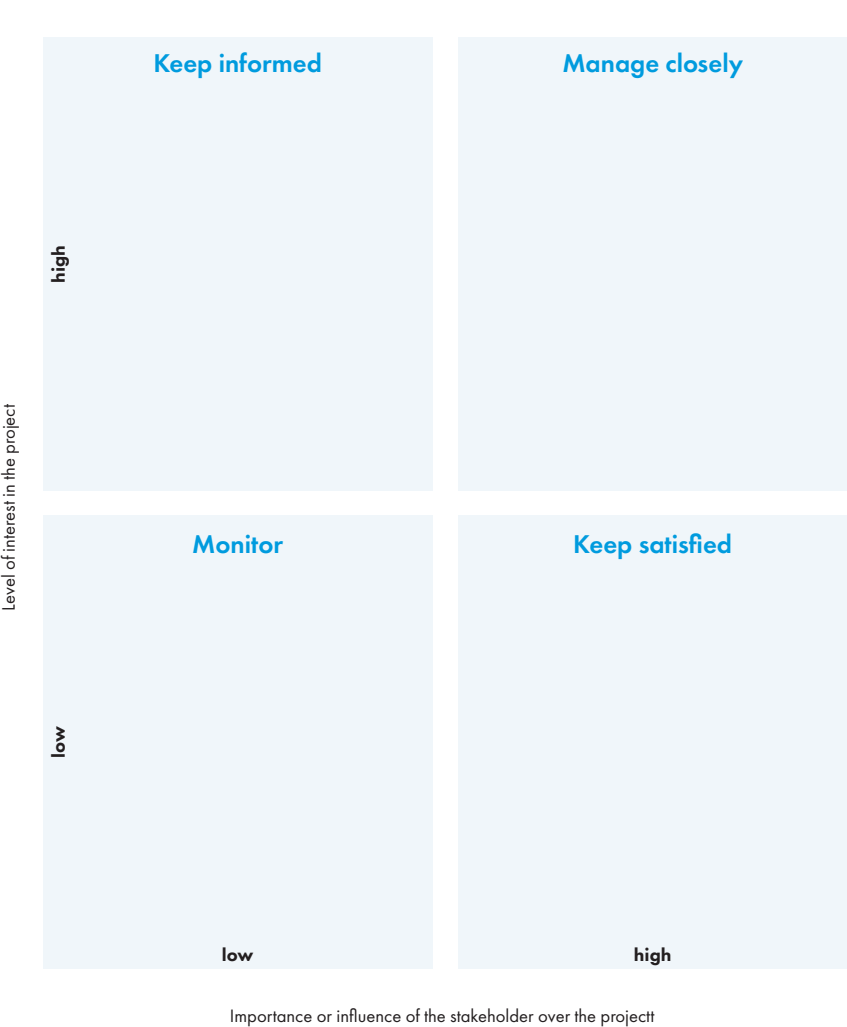 Keep informed
Manage closely
high
Level of interest in the project
Monitor
Keep satisfied
low
low
high
Importance or influence of the stakeholder over the projectt